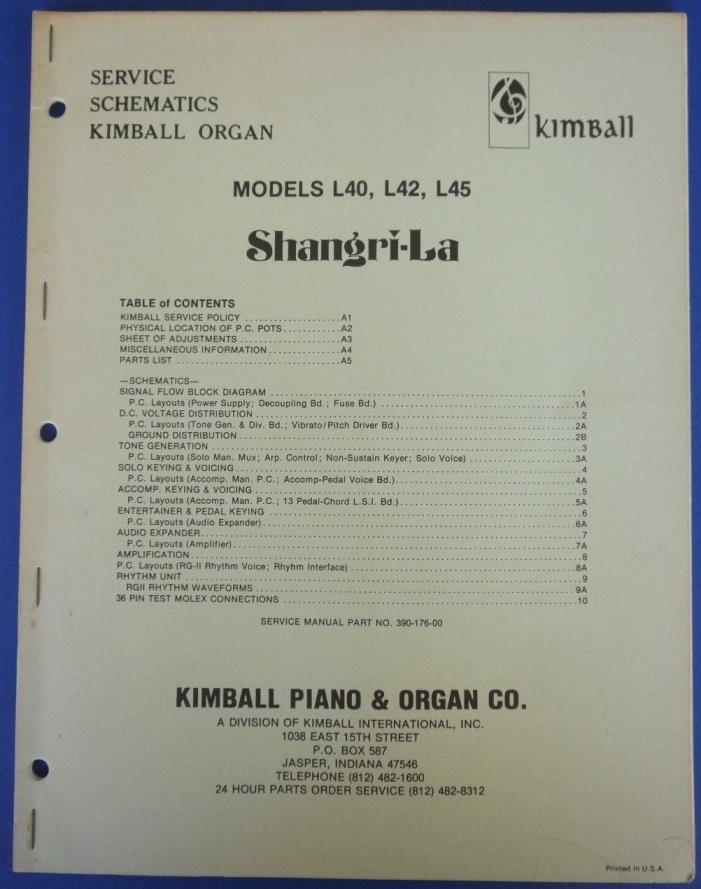 SERVICE
SCHEMATICS
KIMBALL ORGAN
KIMBALL
MODELS L40, L42, L45
Shangri-La
TABLE of CONTENTS
KIMBALL SERVICE POLICY ....................A1
PHYSICAL LOCATION OF P.C. POTS............A2
SHEET OF ADJUSTMENTS.....................A3
MISCELLANEOUS INFORMATION...............A4
PARTS LIST ..................................A5
—SCHEMATICS—
SIGNAL FLOW BLOCK DIAGRAM ..........................................................1
P.C. Layouts (Power Supply; Decoupling Bd.; Fuse Bd.) .....................................1A
D.C. VOLTAGE DISTRIBUTION ............................................................2
P.C. Layouts (Tone Gen. & Div. Bd.; Vibrato/Pitch Driver Bd.)................................2A
GROUND DISTRIBUTION ................................................................2B
TONE GENERATION .....................................................................3
P.C. Layouts (Solo Man. Mux; Arp. Control; Non-Sustain Keyer; Solo Voice) ....................3A
SOLO KEYING & VOICING................................................................4
P.C. Layouts (Accomp. Man. P.C.; Accomp-Pedal Voice Bd.)..................................4A
ACCOMP. KEYING & VOICING.............................................................5
P.C. Layouts (Accomp. Man. P.C.; 13 Pedal-Chord L.S.I. Bd.).................................5A
ENTERTAINER & PEDAL KEYING ..........................................................6
P.C. Layouts (Audio Expander)..........................................................6A
AUDIO EXPANDER.......................................................................7
P.C. Layouts (Amplifier)................................................................7A
AMPLIFICATION.........................................................................8
P.C. Layouts (RG-II Rhythm Voice; Rhyhm Interface) ........................................8A
RHYTHM UNIT ..........................................................................9
RGII RHYTHM WAVEFORMS ..............................................................9A
36 PIN TEST MOLEX CONNECTIONS .......................................................10
SERVICE MANUAL PART NO. 390-176-00
KIMBALL PIANO & ORGAN CO.
A DIVISION OF KIMBALL INTERNATIONAL, INC.
1038 EAST 15TH STREET
P.O. BOX 587
JASPER, INDIANA 47546
TELEPHONE (812) 482-1600
24 HOUR PARTS ORDER SERVICE (812) 482-8312
Printed in U.S.A.